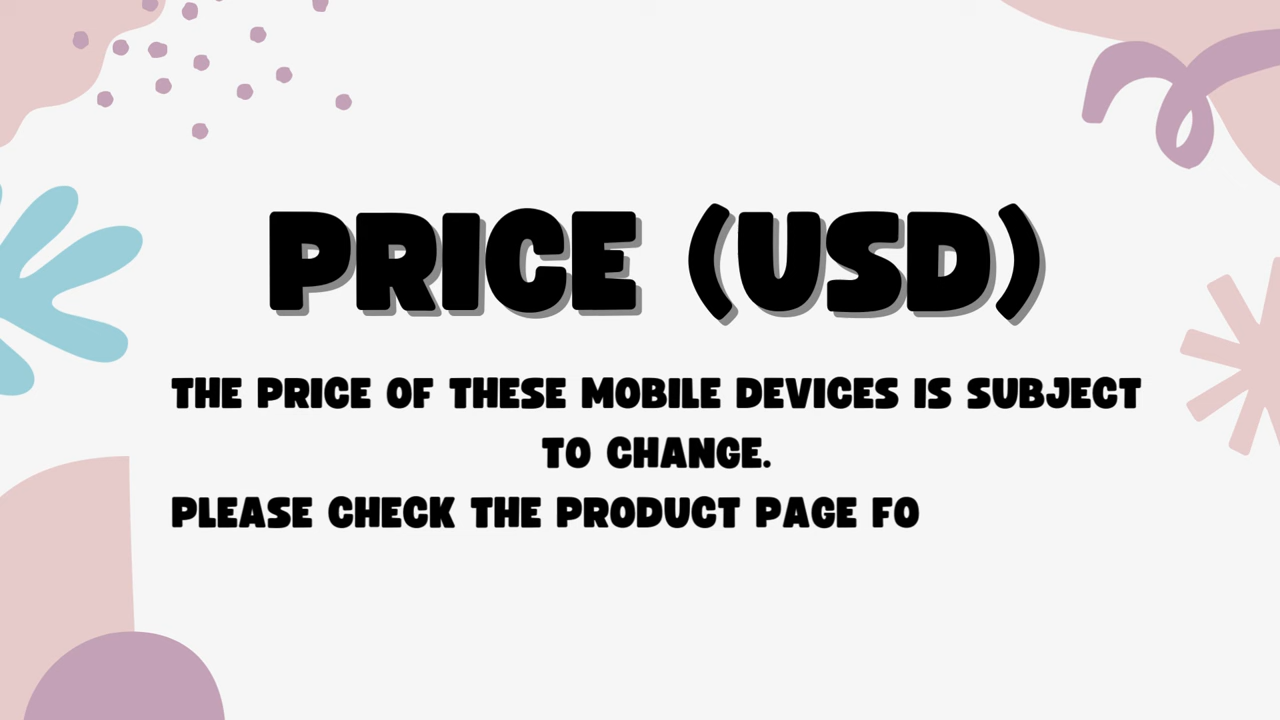 PRICE (USD)
THE PRICE OF THESE MOBILE DEVICES IS SUBJECT
TO CHANGE.
PLEASE CHECK THE PRODUCT PAGE FO